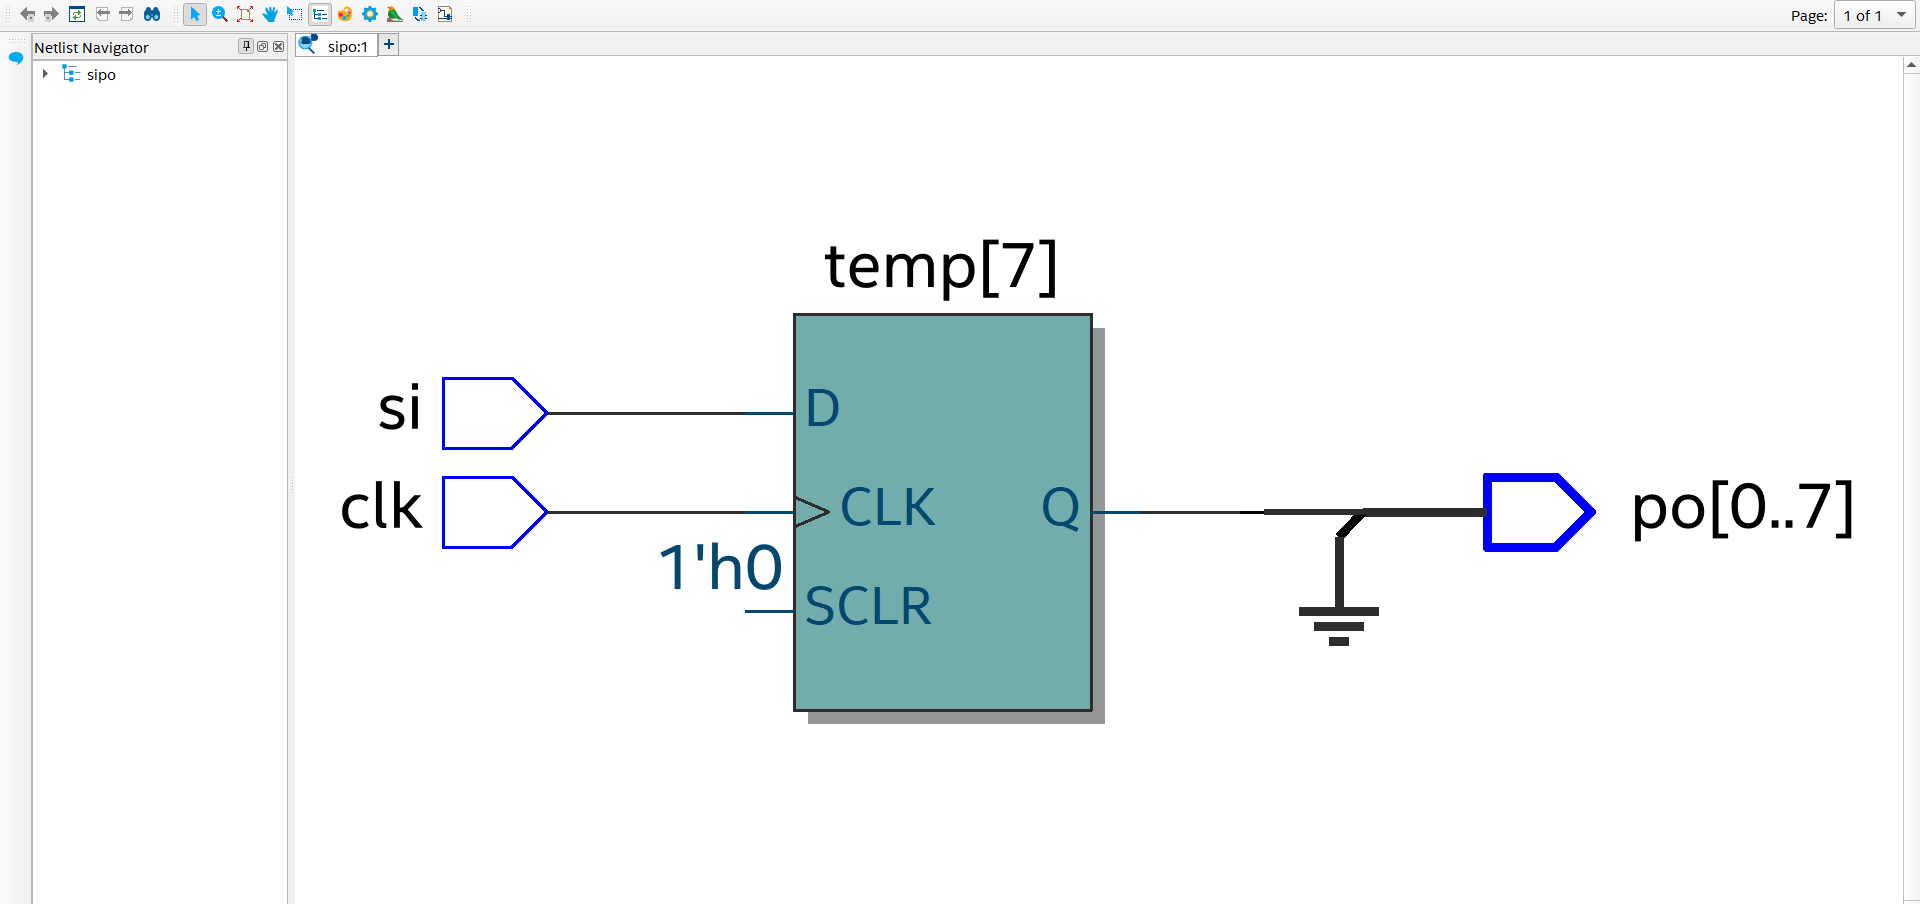 Page: 1 of 1
Netlist Navigator
sipo:1
sipo
temp[7]
si
D
clk
CLK
Q
po[0..7]
1'h0
SCLR